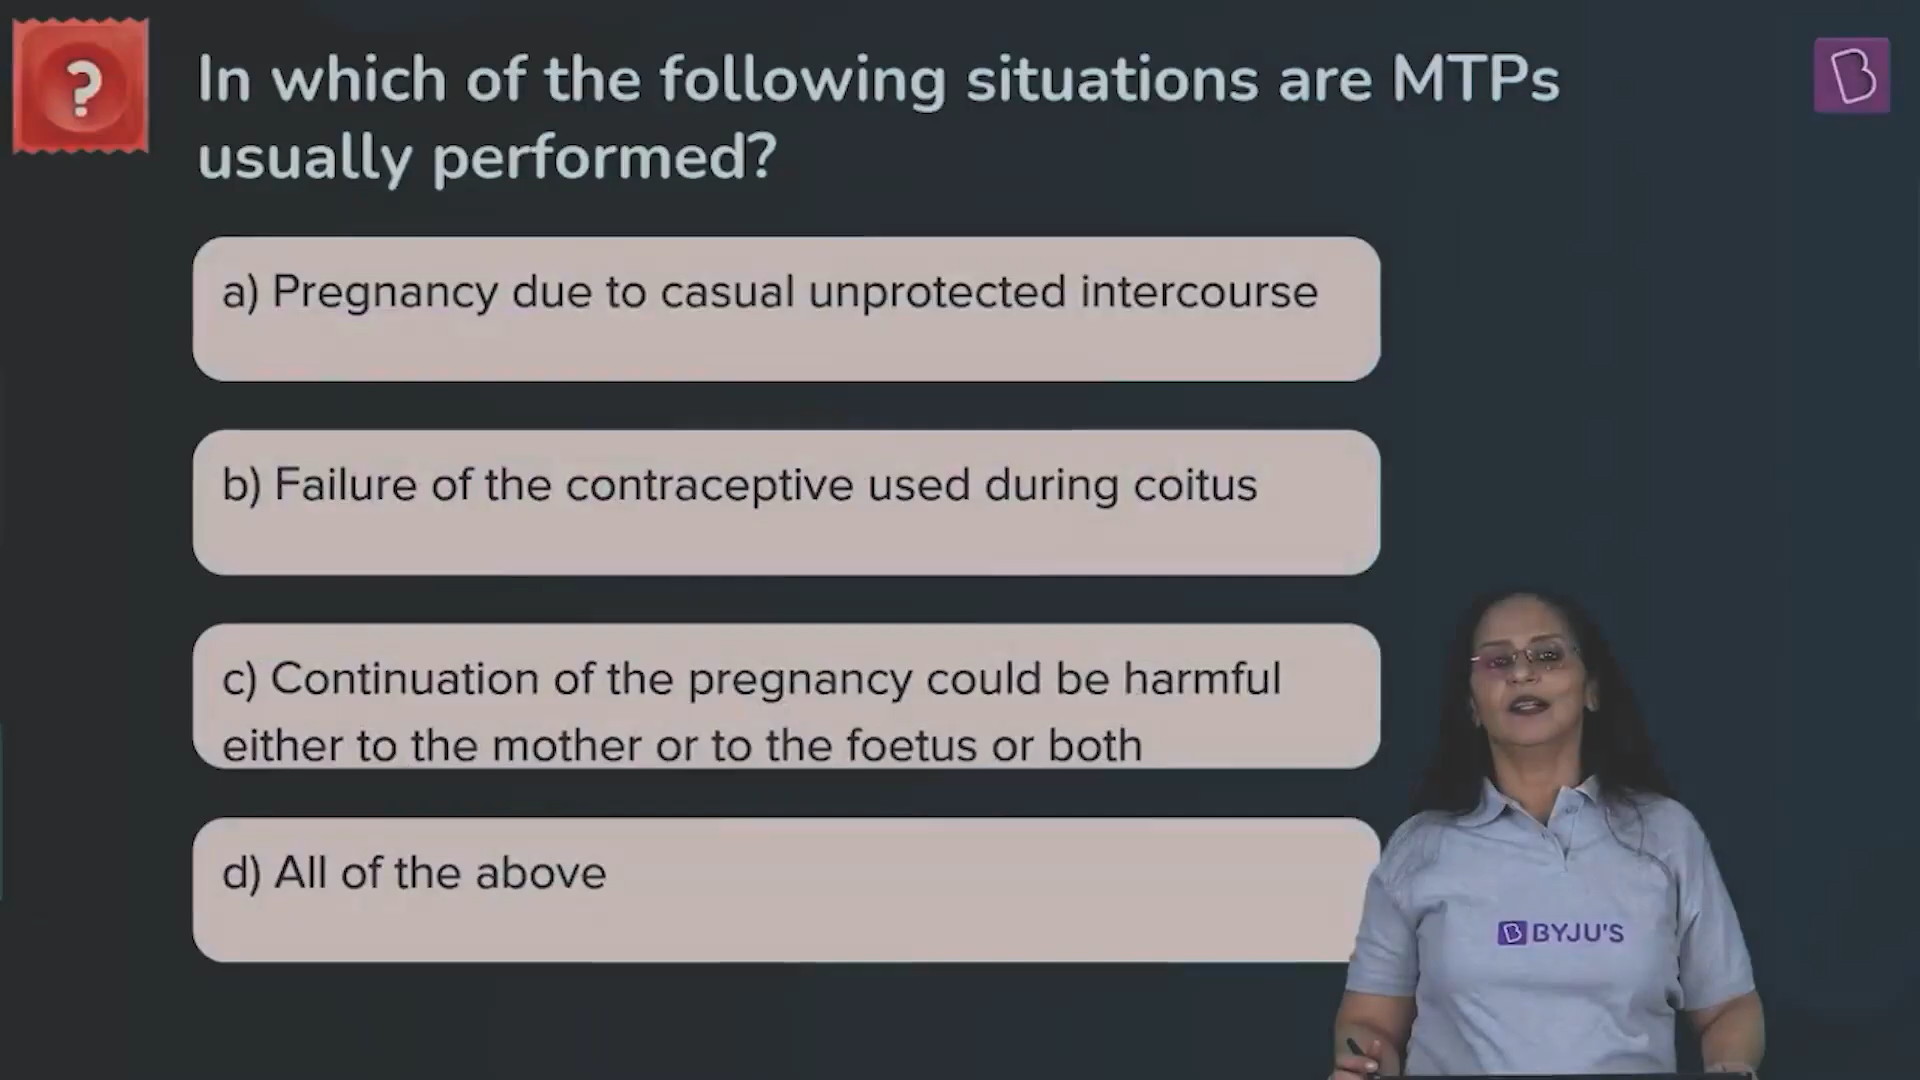 ?
In which of the following situations are MTPs
usually performed?
B
a) Pregnancy due to casual unprotected intercourse
b) Failure of the contraceptive used during coitus
c) Continuation of the pregnancy could be harmful
either to the mother or to the foetus or both
d) All of the above
B BYJU'S